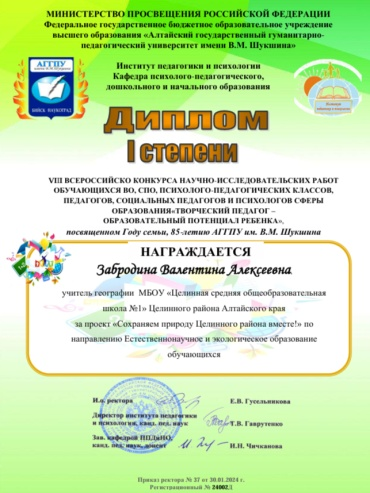 МИНИСТЕРСТВО ПРОСВЕЩЕНИЯ РОССИЙСКОЙ ФЕДЕРАЦИИ
Федеральное государственное бюджетное образовательное учреждение
высшего образования «Алтайский государственный гуманитарно-
педагогический университет имени В.М. Шукшина»
АГГПУ
БИЙСК НАУКОГРАД
Институт педагогики и психологии
Кафедра психолого-педагогического,
дошкольного и начального образования
Диплом
I степени
VIII ВСЕРОССИЙСКО КОНКУРСА НАУЧНО-ИССЛЕДОВАТЕЛЬСКИХ РАБОТ
ОБУЧАЮЩИХСЯ ВО, СПО, ПСИХОЛОГО-ПЕДАГОГИЧЕСКИХ КЛАССОВ,
ПЕДАГОГОВ, СОЦИАЛЬНЫХ ПЕДАГОГОВ И ПСИХОЛОГОВ СФЕРЫ
ОБРАЗОВАНИЯ«ТВОРЧЕСКИЙ ПЕДАГОГ –
ОБРАЗОВАТЕЛЬНЫЙ ПОТЕНЦИАЛ РЕБЕНКА»,
посвященном Году семьи, 85-летию АГГПУ им. В.М. Шукшина
НАГРАЖДАЕТСЯ
Забродина Валентина Алексеевна
учитель географии МБОУ «Целинная средняя общеобразовательная
школа №1» Целинного района Алтайского края
за проект «Сохраняем природу Целинного района вместе!» по
направлению Естественнонаучное и экологическое образование
обучающихся
И.о. ректора Е.В. Гусельникова
Директор института педагогики
и психологии, канд. пед. наук Т.В. Гаврутенко
Зав. кафедрой ППДиНО,
канд. пед. наук, доцент Н.Н. Чичканова
Приказ ректора № 37 от 30.01.2024 г.
Регистрационный № 24002Д